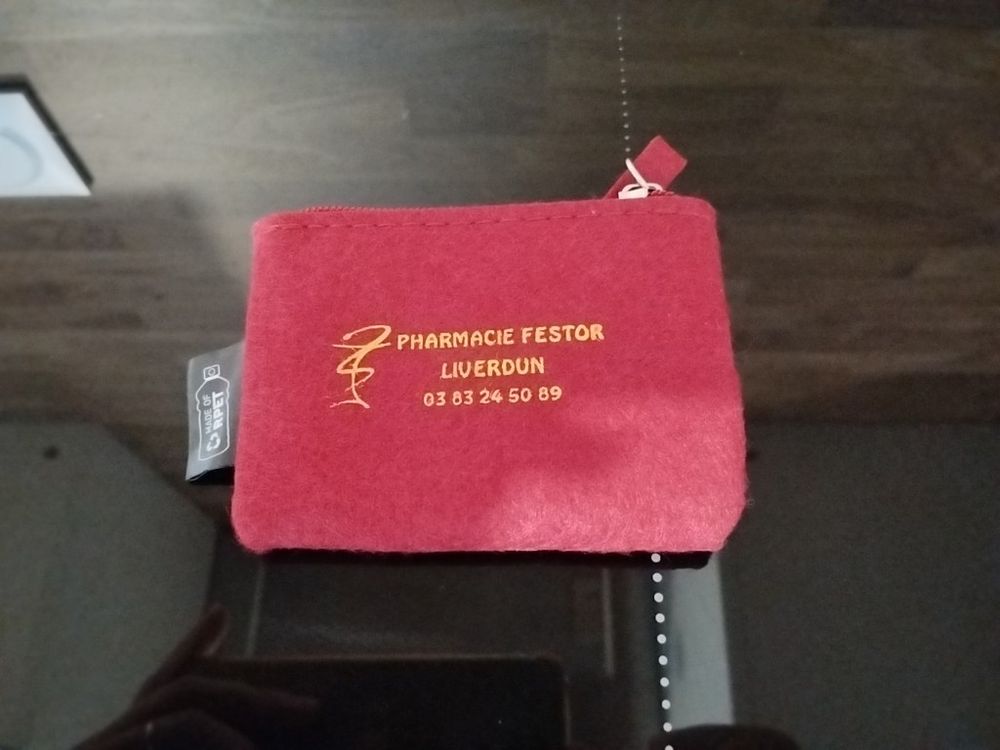 PHARMACIE FESTOR
LIVERDUN
03 83 24 50 89
MADE OF
RPET